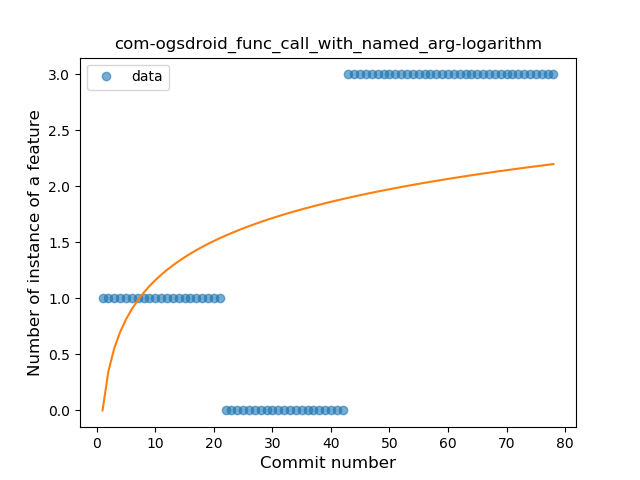 com-ogsdroid_func_call_with_named_arg-logarithm
data
Number of instance of a feature
3.0
2.5
2.0
1.5
1.0
0.5
0.0
0 10 20 30 40 50 60 70 80
Commit number